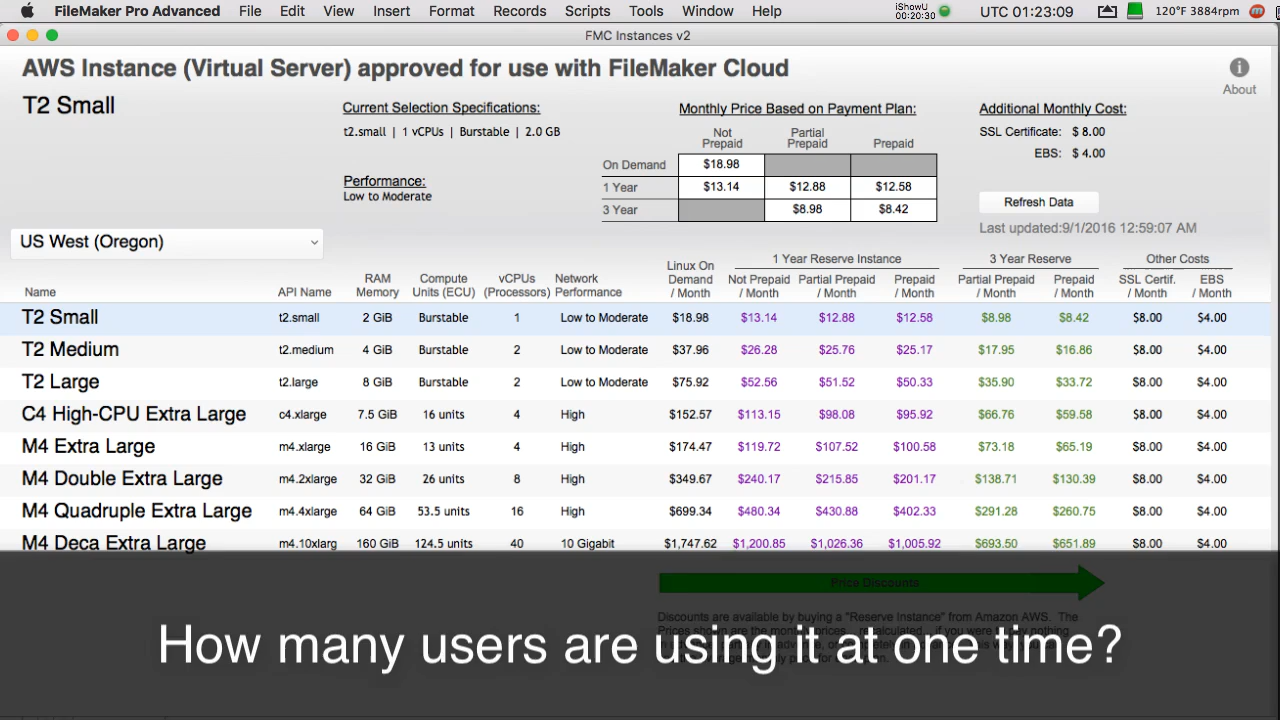 FileMaker Pro Advanced File Edit View Insert Format Records Scripts Tools Window Help iShowU 00:20:30 UTC 01:23:09 120°F 3884rpm
FMC Instances v2
AWS Instance (Virtual Server) approved for use with FileMaker Cloud
About
T2 Small
Current Selection Specifications:
t2.small | 1 vCPUs | Burstable | 2.0 GB
Performance:
Low to Moderate
Monthly Price Based on Payment Plan:
Not Prepaid Partial Prepaid Prepaid
On Demand $18.98
1 Year $13.14 $12.88 $12.58
3 Year $8.98 $8.42
Additional Monthly Cost:
SSL Certificate: $ 8.00
EBS: $ 4.00
Refresh Data
Last updated:9/1/2016 12:59:07 AM
US West (Oregon)
1 Year Reserve Instance 3 Year Reserve Other Costs
Name API Name RAM Memory Compute Units (ECU) vCPUs (Processors) Network Performance Linux On Demand / Month Not Prepaid / Month Partial Prepaid / Month Prepaid / Month Partial Prepaid / Month Prepaid / Month SSL Certif. / Month EBS / Month
T2 Small t2.small 2 GiB Burstable 1 Low to Moderate $18.98 $13.14 $12.88 $12.58 $8.98 $8.42 $8.00 $4.00
T2 Medium t2.medium 4 GiB Burstable 2 Low to Moderate $37.96 $26.28 $25.76 $25.17 $17.95 $16.86 $8.00 $4.00
T2 Large t2.large 8 GiB Burstable 2 Low to Moderate $75.92 $52.56 $51.52 $50.33 $35.90 $33.72 $8.00 $4.00
C4 High-CPU Extra Large c4.xlarge 7.5 GiB 16 units 4 High $152.57 $113.15 $98.08 $95.92 $66.76 $59.58 $8.00 $4.00
M4 Extra Large m4.xlarge 16 GiB 13 units 4 High $174.47 $119.72 $107.52 $100.58 $73.18 $65.19 $8.00 $4.00
M4 Double Extra Large m4.2xlarge 32 GiB 26 units 8 High $349.67 $240.17 $215.85 $201.17 $138.71 $130.39 $8.00 $4.00
M4 Quadruple Extra Large m4.4xlarge 64 GiB 53.5 units 16 High $699.34 $480.34 $430.88 $402.33 $291.28 $260.75 $8.00 $4.00
M4 Deca Extra Large m4.10xlarg 160 GiB 124.5 units 40 10 Gigabit $1,747.62 $1,200.85 $1,026.36 $1,005.92 $693.50 $651.89 $8.00 $4.00
Price Discounts
Discounts are available by buying a "Reserve Instance" from Amazon AWS. The
How many users are using it at one time?